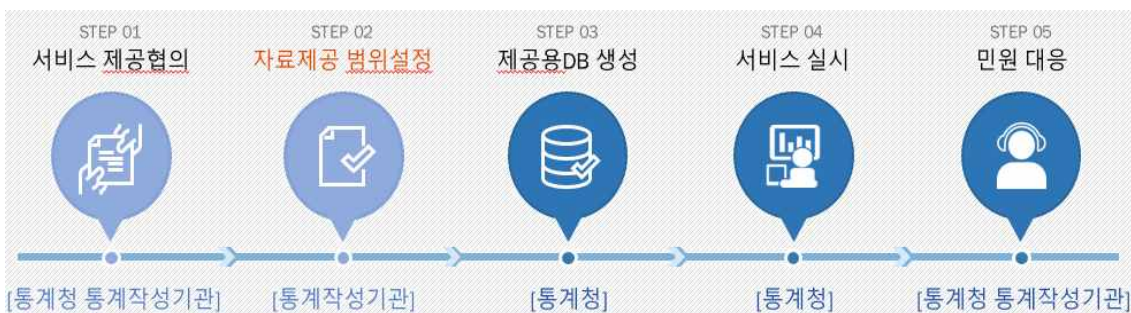 STEP 01
서비스 제공협의
STEP 02
자료제공 범위설정
STEP 03
제공용DB 생성
STEP 04
서비스 실시
STEP 05
민원 대응
[통계청 통계작성기관]
[통계작성기관]
[통계청]
[통계청]
[통계청 통계작성기관]